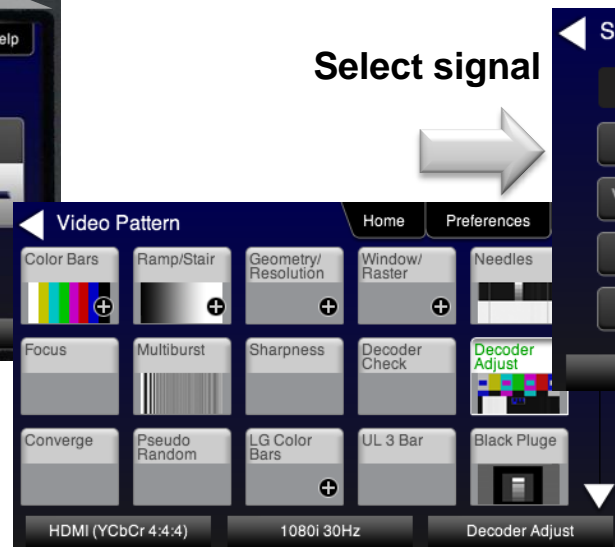 elp
S
Select signal
Video Pattern
Home
Preferences
Color Bars
Ramp/Stair
Geometry/
Resolution
Window/
Raster
Needles
Focus
Multiburst
Sharpness
Decoder
Check
Decoder
Adjust
Converge
Pseudo
Random
LG Color
Bars
UL 3 Bar
Black Pluge
HDMI (YCbCr 4:4:4)
1080i 30Hz
Decoder Adjust